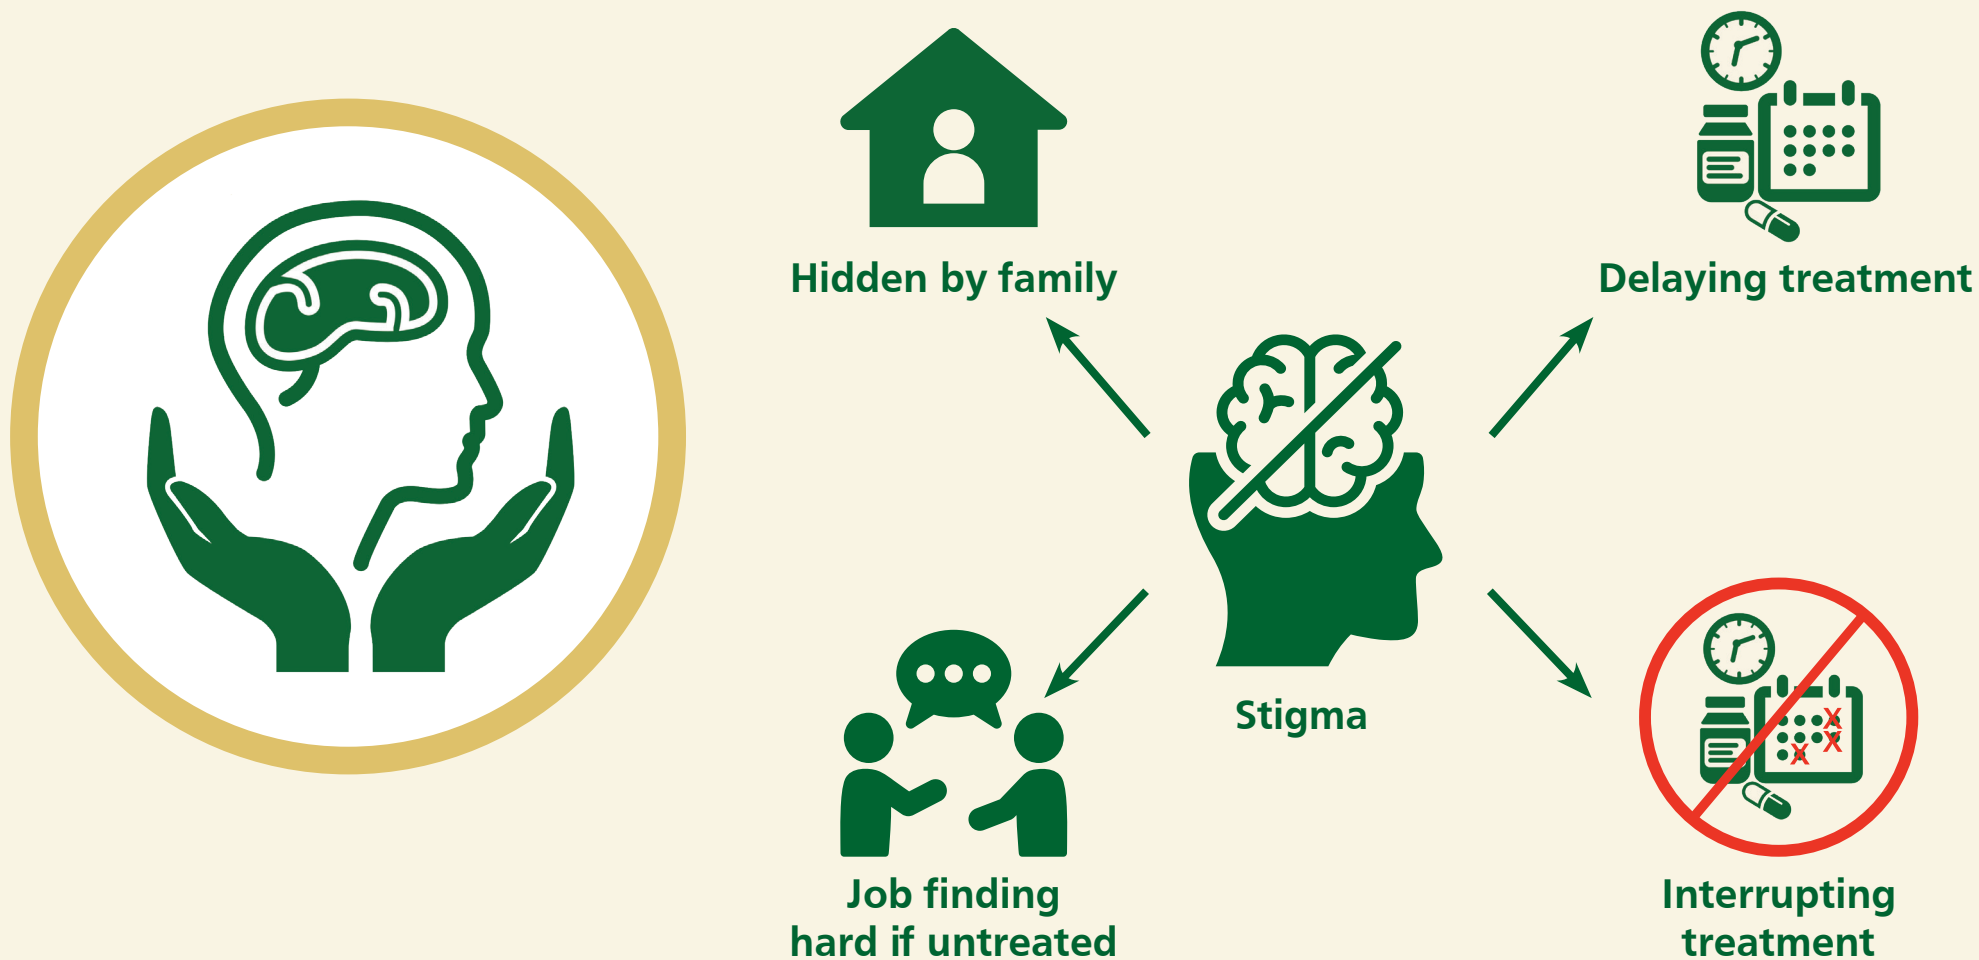 Hidden by family
Delaying treatment
Stigma
X
X
X
Job finding
hard if untreated
Interrupting
treatment